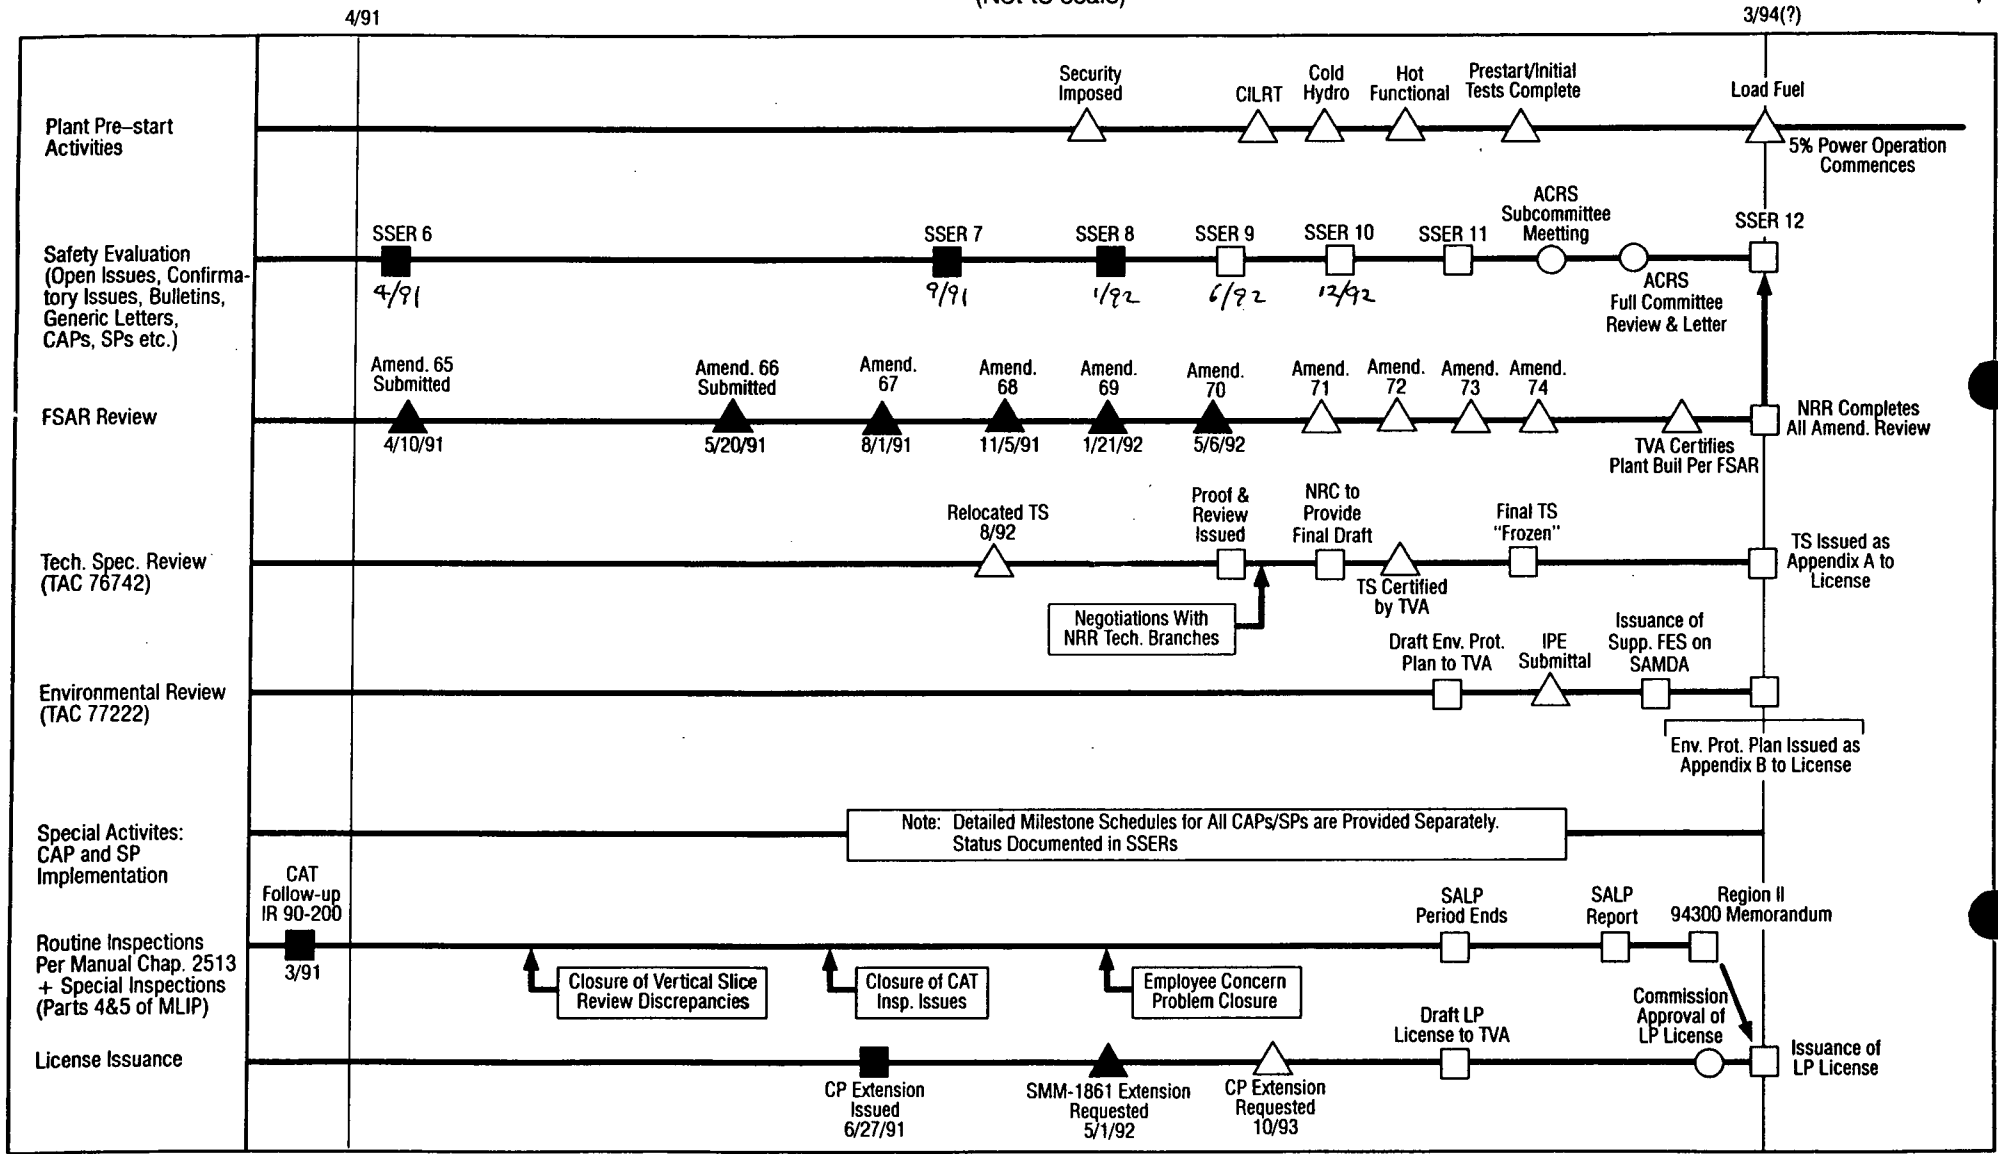 (Not to scale)
4/91
3/94(?)
Plant Pre–start
Activities
Security
Imposed
CILRT
Cold
Hydro
Hot
Functional
Prestart/Initial
Tests Complete
Load Fuel
5% Power Operation
Commences
Safety Evaluation
(Open Issues, Confirma-
tory Issues, Bulletins,
Generic Letters,
CAPs, SPs etc.)
SSER 6
4/91
SSER 7
9/91
SSER 8
1/92
SSER 9
6/92
SSER 10
12/92
SSER 11
ACRS
Subcommittee
Meetting
ACRS
Full Committee
Review & Letter
SSER 12
FSAR Review
Amend. 65
Submitted
4/10/91
Amend. 66
Submitted
5/20/91
Amend.
67
8/1/91
Amend.
68
11/5/91
Amend.
69
1/21/92
Amend.
70
5/6/92
Amend.
71
Amend.
72
Amend.
73
Amend.
74
TVA Certifies
Plant Buil Per FSAR
NRR Completes
All Amend. Review
Tech. Spec. Review
(TAC 76742)
Relocated TS
8/92
Proof &
Review
Issued
Negotiations With
NRR Tech. Branches
NRC to
Provide
Final Draft
TS Certified
by TVA
Final TS
"Frozen"
TS Issued as
Appendix A to
License
Environmental Review
(TAC 77222)
Draft Env. Prot.
Plan to TVA
IPE
Submittal
Issuance of
Supp. FES on
SAMDA
Env. Prot. Plan Issued as
Appendix B to License
Special Activites:
CAP and SP
Implementation
Note: Detailed Milestone Schedules for All CAPs/SPs are Provided Separately.
Status Documented in SSERs
Routine Inspections
Per Manual Chap. 2513
+ Special Inspections
(Parts 4&5 of MLIP)
CAT
Follow-up
IR 90-200
3/91
Closure of Vertical Slice
Review Discrepancies
Closure of CAT
Insp. Issues
Employee Concern
Problem Closure
SALP
Period Ends
SALP
Report
Region II
94300 Memorandum
License Issuance
CP Extension
Issued
6/27/91
SMM-1861 Extension
Requested
5/1/92
CP Extension
Requested
10/93
Draft LP
License to TVA
Commission
Approval of
LP License
Issuance of
LP License